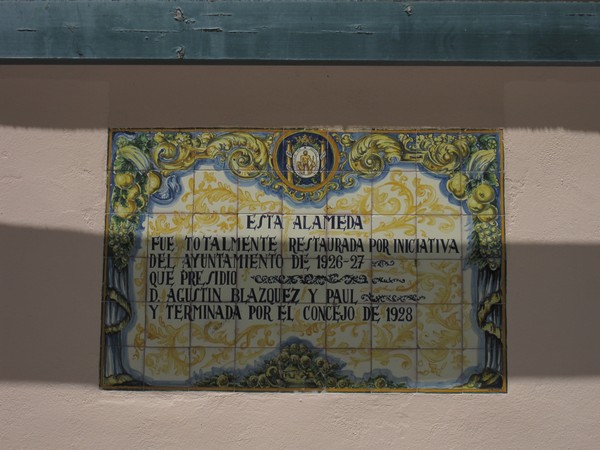 ESTA ALAMEDA
FUE TOTALMENTE RESTAURADA POR INICIATIVA
DEL AYUNTAMIENTO DE 1926-27
QUE PRESIDIO
D. AGUSTIN BLAZQUEZ Y PAUL
Y TERMINADA POR EL CONCEJO DE 1928